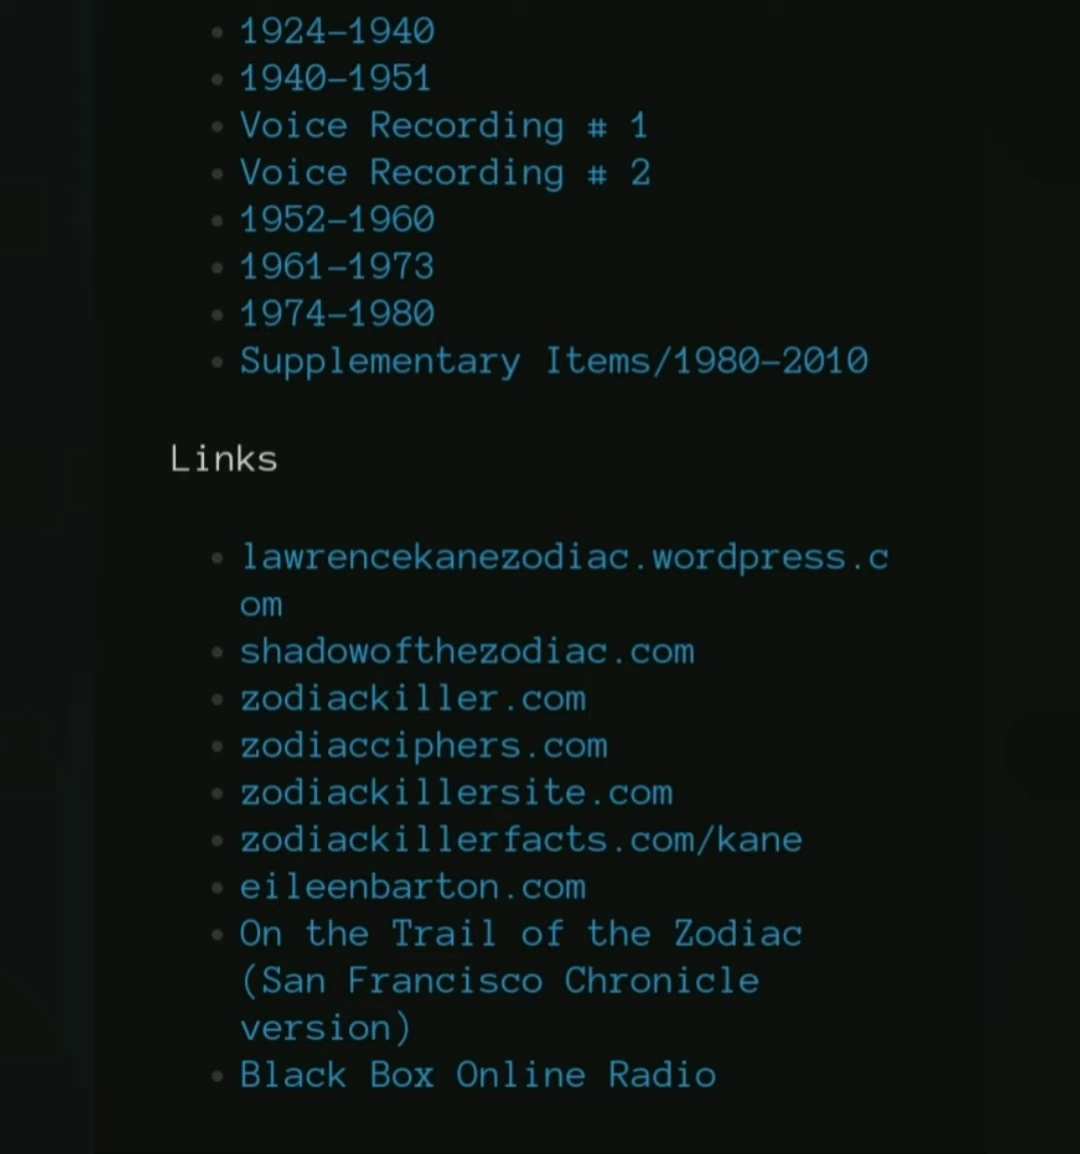 1924-1940
1940-1951
Voice Recording # 1
Voice Recording # 2
1952-1960
1961-1973
1974-1980
Supplementary Items/1980-2010
Links
lawrencekanezodiac.wordpress.c
om
shadowofthezodiac.com
zodiackiller.com
zodiacciphers.com
zodiackillersite.com
zodiackillerfacts.com/kane
eileenbarton.com
On the Trail of the Zodiac
(San Francisco Chronicle
version)
Black Box Online Radio